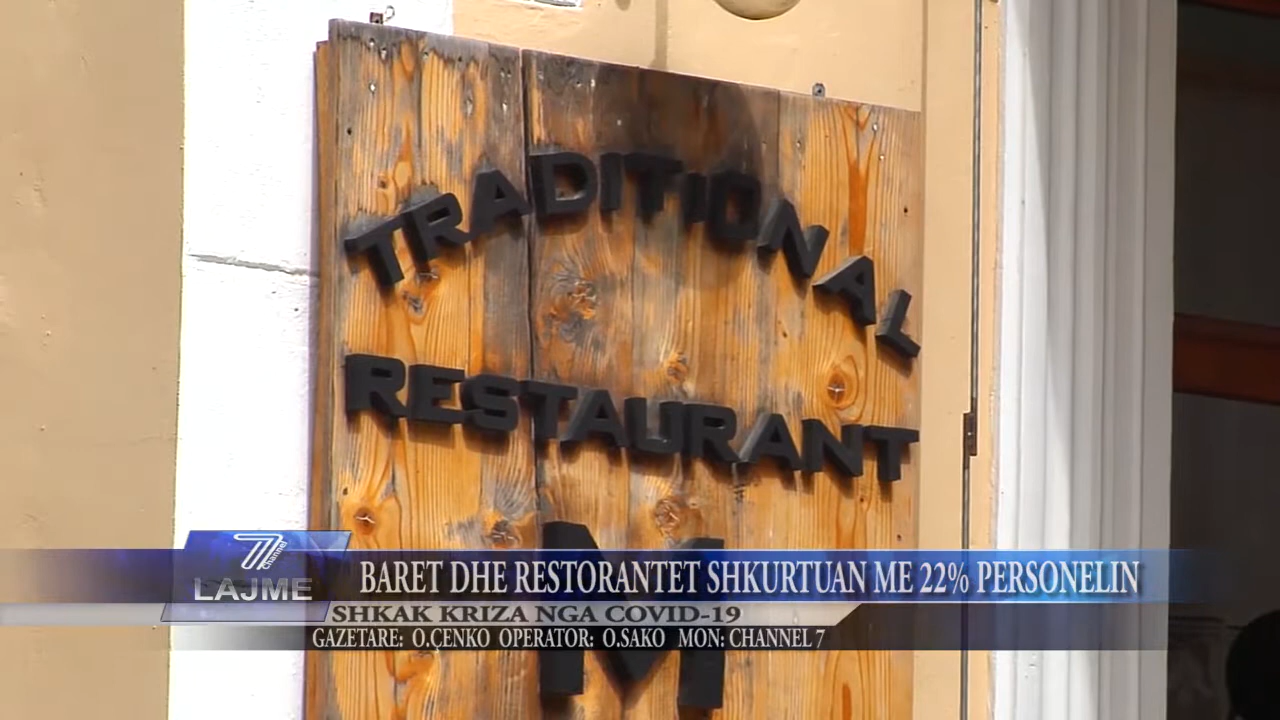 TRADITIONAL
RESTAURANT
M
7 Channel
LAJME
BARET DHE RESTORANTET SHKURTUAN ME 22% PERSONELIN
SHKAK KRIZA NGA COVID-19
GAZETARE: O.ÇENKO OPERATOR: O.SAKO MON: CHANNEL 7